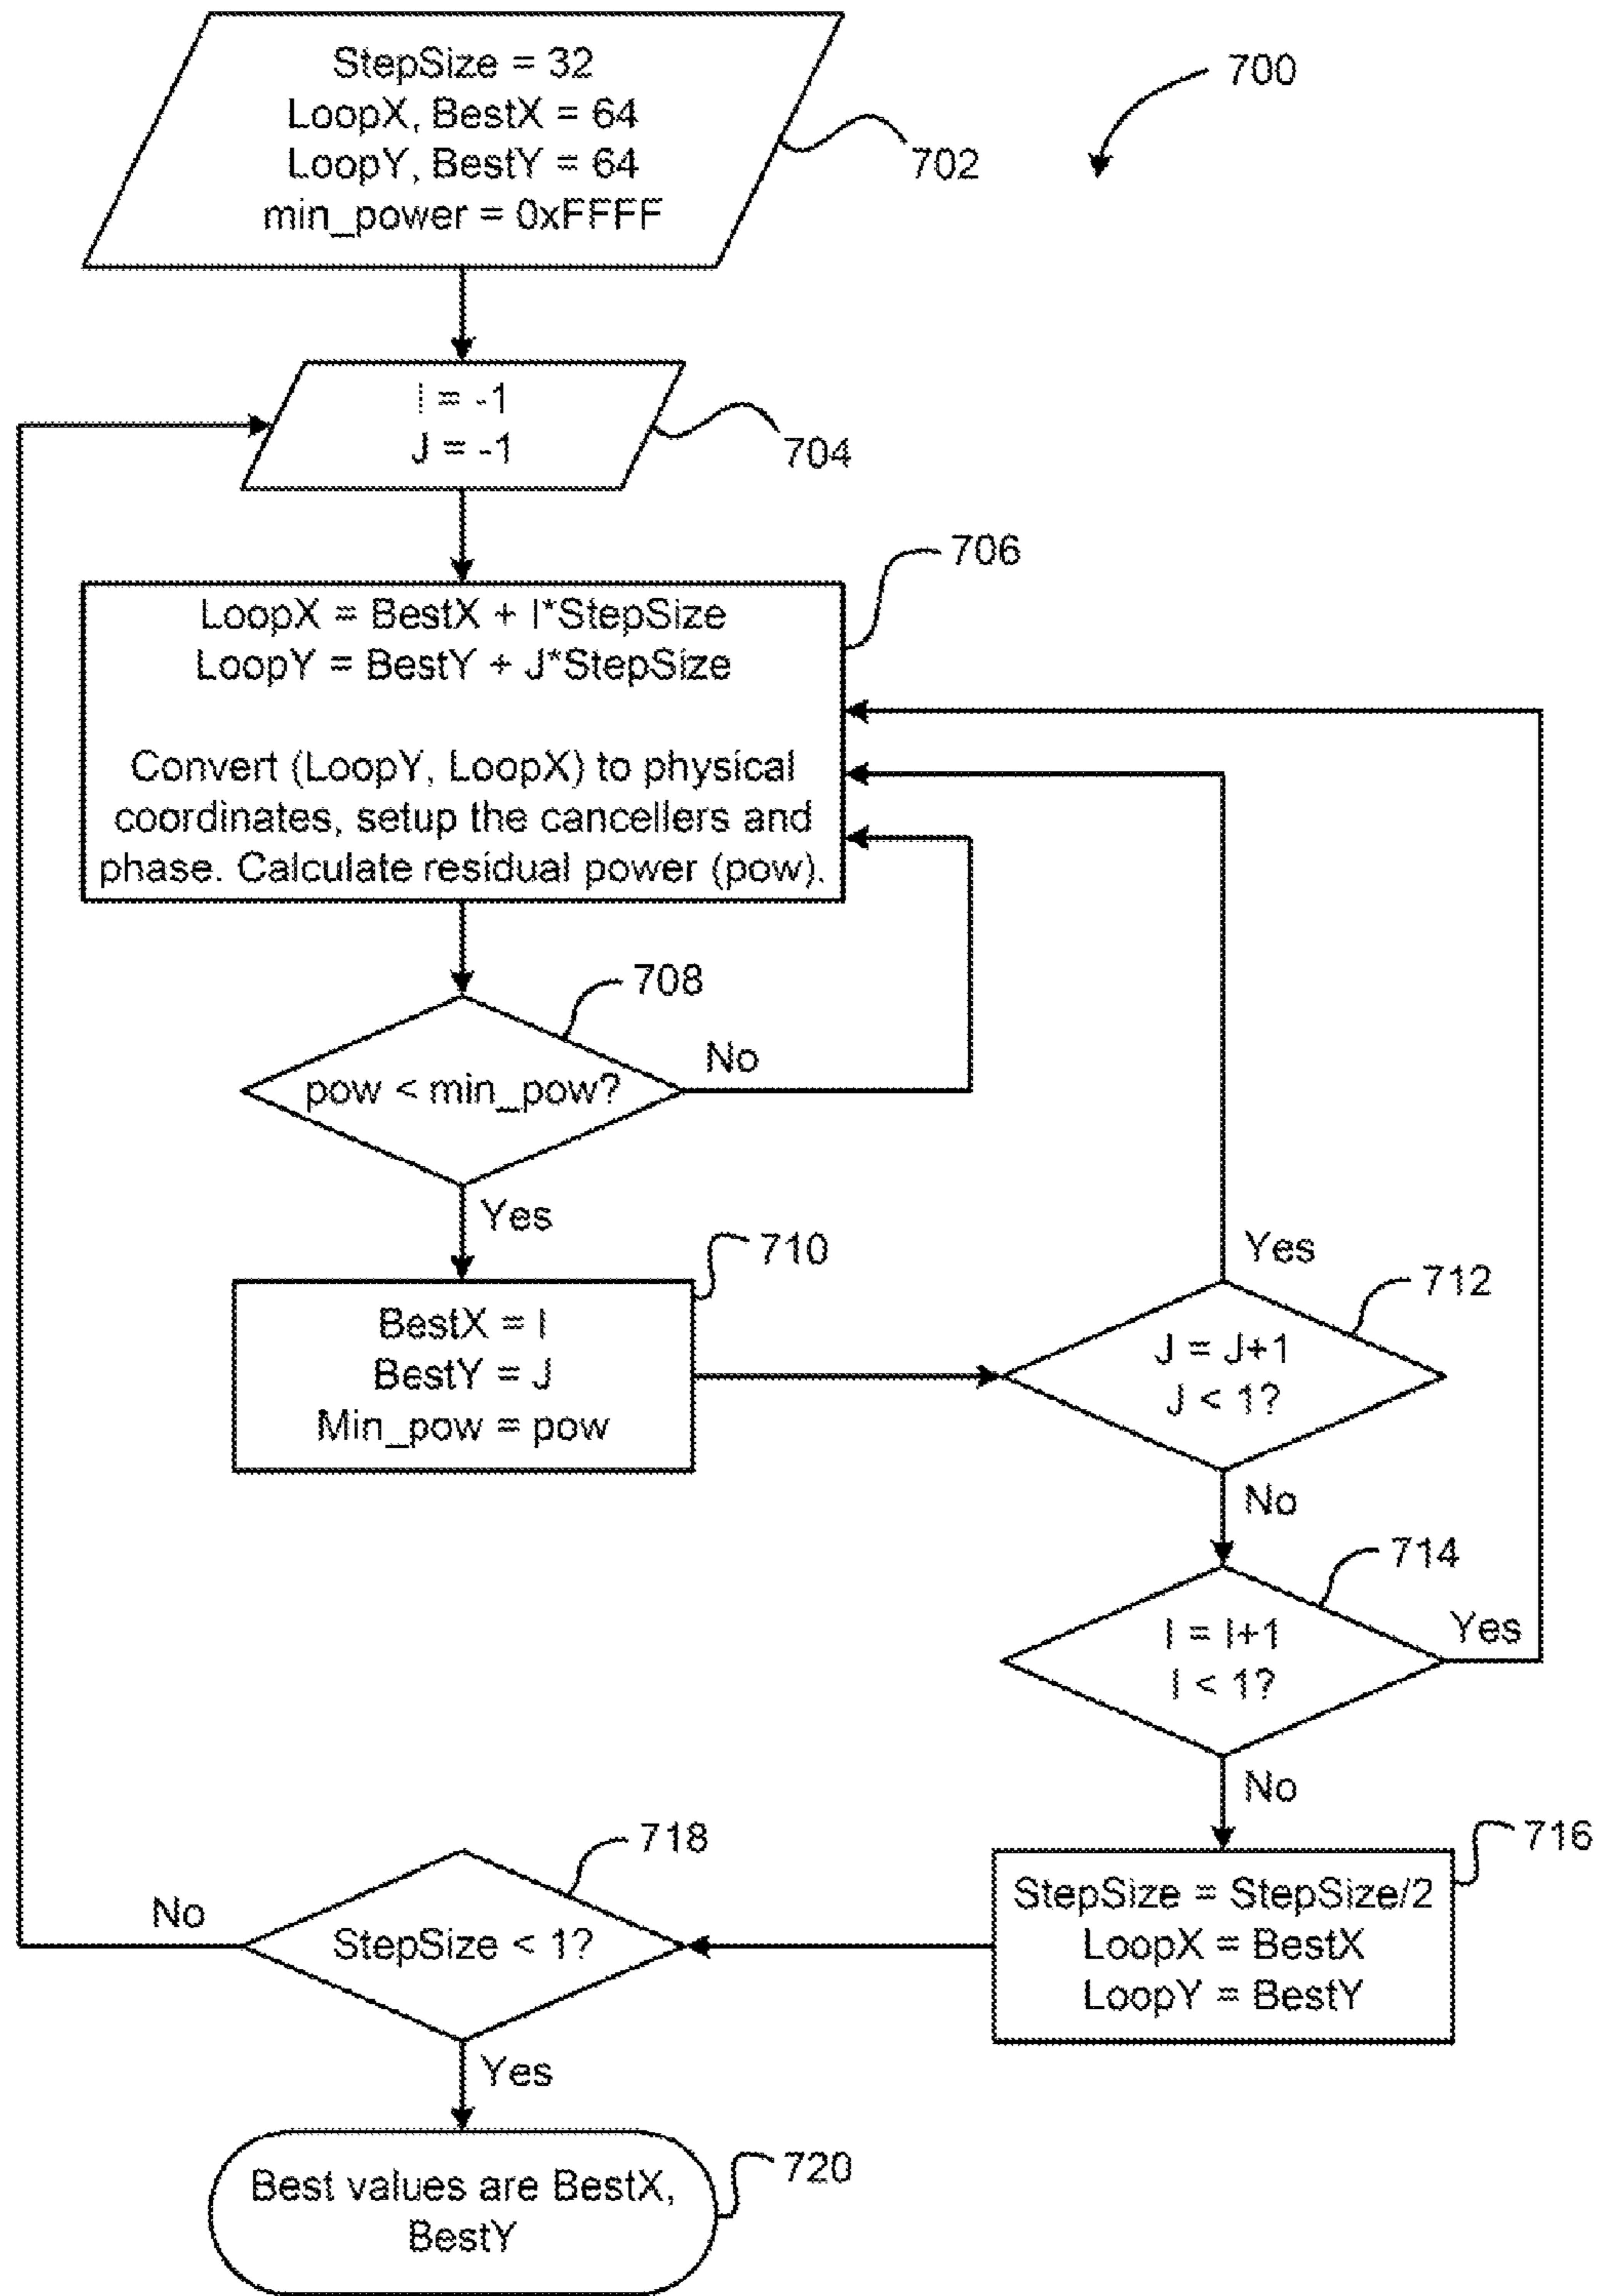 StepSize = 32
LoopX, BestX = 64
LoopY, BestY = 64
min_power = 0xFFFF
700
702
I = -1
J = -1
704
706
LoopX = BestX + I*StepSize
LoopY = BestY + J*StepSize
Convert (LoopY, LoopX) to physical
coordinates, setup the cancellers and
phase. Calculate residual power (pow).
708
pow < min_pow?
No
Yes
710
BestX = I
BestY = J
Min_pow = pow
Yes
712
J = J+1
J < 1?
No
714
I = I+1
I < 1?
Yes
No
716
StepSize = StepSize/2
LoopX = BestX
LoopY = BestY
718
StepSize < 1?
No
Yes
720
Best values are BestX,
BestY